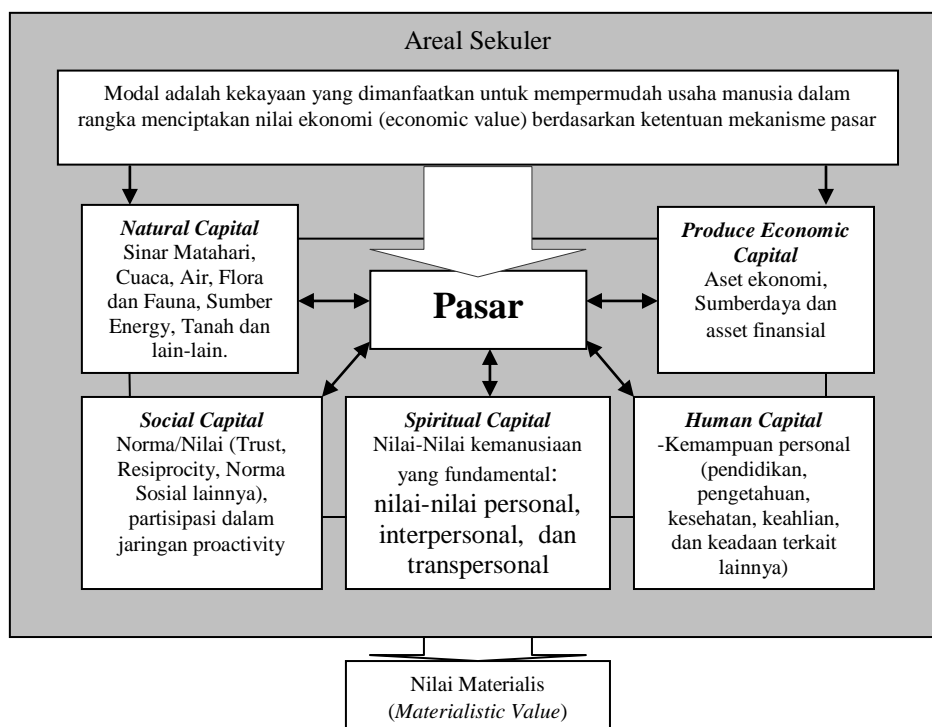 Areal Sekuler
Modal adalah kekayaan yang dimanfaatkan untuk mempermudah usaha manusia dalam
rangka menciptakan nilai ekonomi (economic value) berdasarkan ketentuan mekanisme pasar
Natural Capital
Sinar Matahari,
Cuaca, Air, Flora
dan Fauna, Sumber
Energy, Tanah dan
lain-lain.
Pasar
Produce Economic
Capital
Aset ekonomi,
Sumberdaya dan
asset finansial
Social Capital
Norma/Nilai (Trust,
Resiprocity, Norma
Sosial lainnya),
partisipasi dalam
jaringan proactivity
Spiritual Capital
Nilai-Nilai kemanusiaan
yang fundamental:
nilai-nilai personal,
interpersonal, dan
transpersonal
Human Capital
-Kemampuan personal
(pendidikan,
pengetahuan,
kesehatan, keahlian,
dan keadaan terkait
lainnya)
Nilai Materialis
(Materialistic Value)